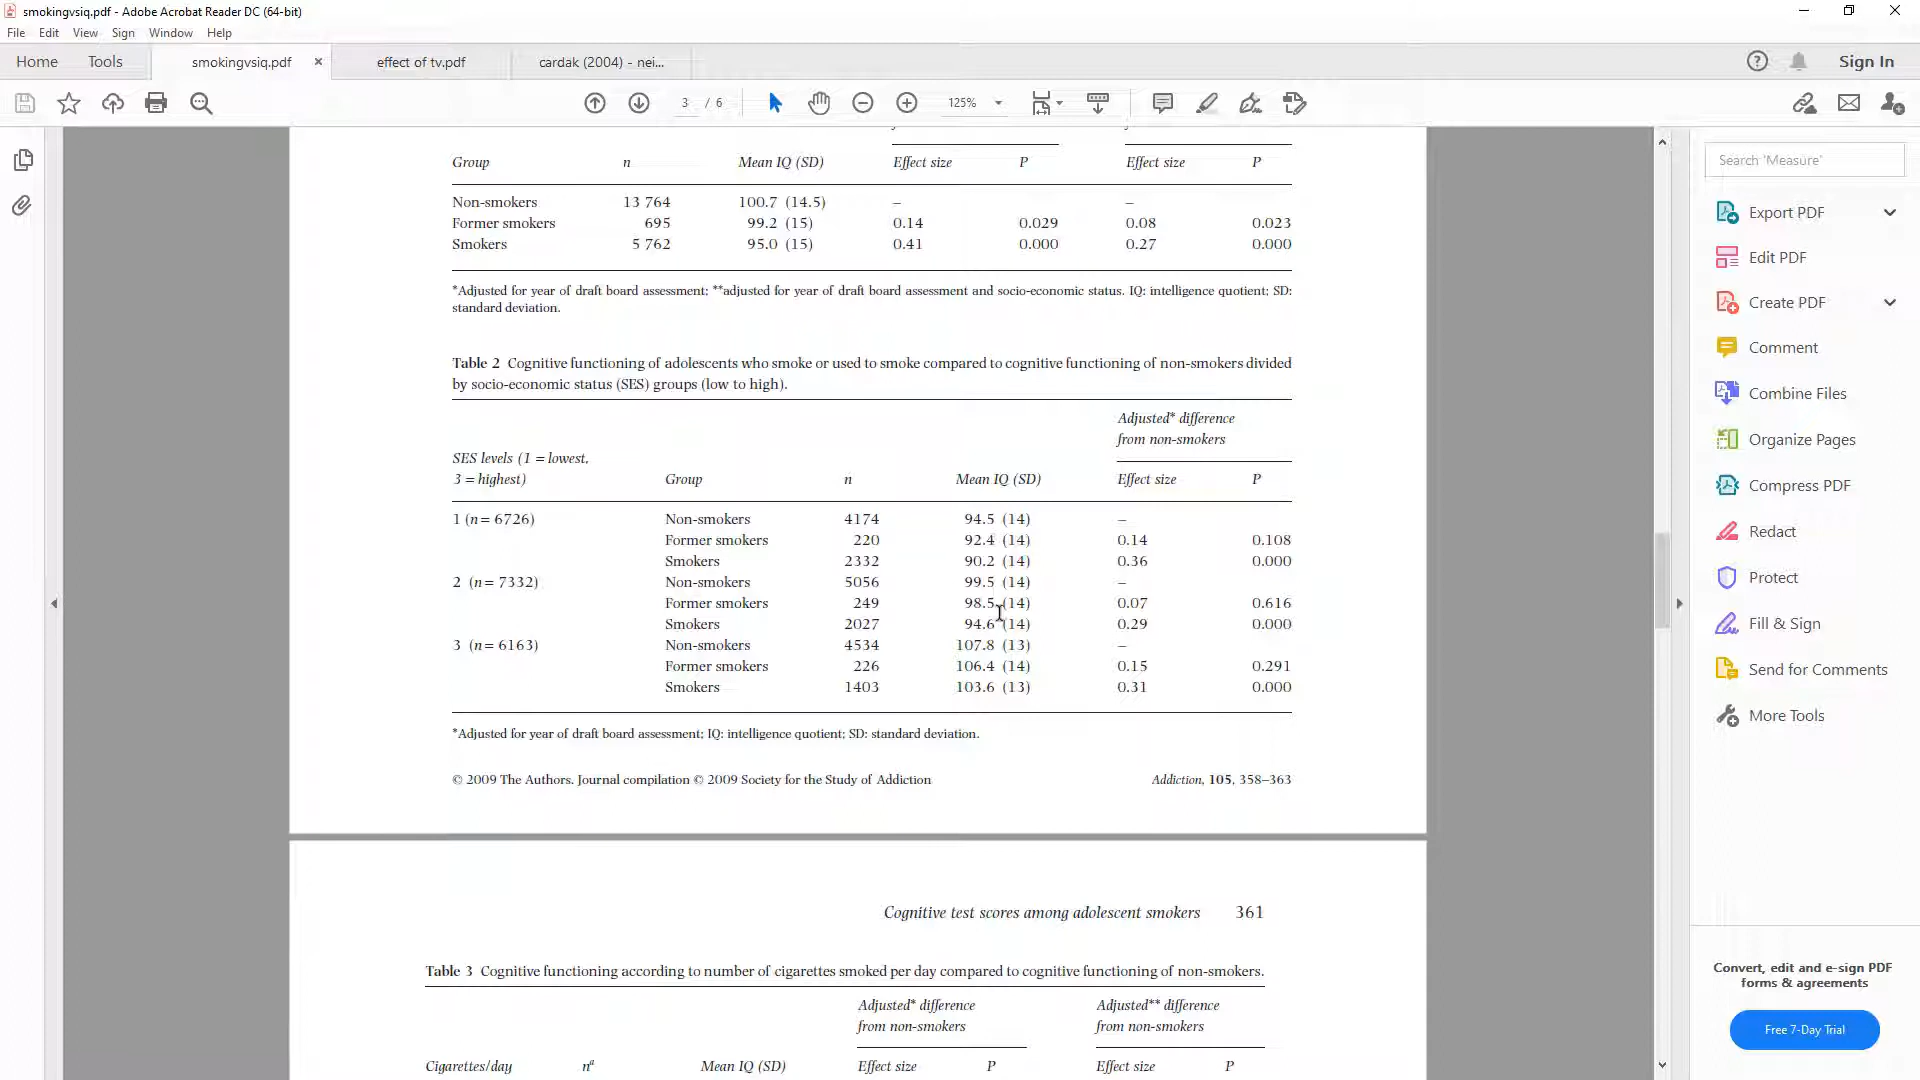 smokingvsiq.pdf - Adobe Acrobat Reader DC (64-bit)
File Edit View Sign Window Help
Home Tools smokingvsiq.pdf effect of tv.pdf cardak (2004) - nei... Sign In
3 / 6 125%
Group n Mean IQ (SD) Effect size P Effect size P
Non-smokers 13 764 100.7 (14.5) – –
Former smokers 695 99.2 (15) 0.14 0.029 0.08 0.023
Smokers 5 762 95.0 (15) 0.41 0.000 0.27 0.000
*Adjusted for year of draft board assessment; **adjusted for year of draft board assessment and socio-economic status. IQ: intelligence quotient; SD:
standard deviation.
Table 2 Cognitive functioning of adolescents who smoke or used to smoke compared to cognitive functioning of non-smokers divided
by socio-economic status (SES) groups (low to high).
Adjusted* difference
from non-smokers
SES levels (1 = lowest,
3 = highest) Group n Mean IQ (SD) Effect size P
1 (n = 6726) Non-smokers 4174 94.5 (14) –
Former smokers 220 92.4 (14) 0.14 0.108
Smokers 2332 90.2 (14) 0.36 0.000
2 (n = 7332) Non-smokers 5056 99.5 (14) –
Former smokers 249 98.5 (14) 0.07 0.616
Smokers 2027 94.6 (14) 0.29 0.000
3 (n = 6163) Non-smokers 4534 107.8 (13) –
Former smokers 226 106.4 (14) 0.15 0.291
Smokers 1403 103.6 (13) 0.31 0.000
*Adjusted for year of draft board assessment; IQ: intelligence quotient; SD: standard deviation.
© 2009 The Authors. Journal compilation © 2009 Society for the Study of Addiction Addiction, 105, 358–363
Cognitive test scores among adolescent smokers 361
Table 3 Cognitive functioning according to number of cigarettes smoked per day compared to cognitive functioning of non-smokers.
Adjusted* difference Adjusted** difference
from non-smokers from non-smokers
Cigarettes/day nª Mean IQ (SD) Effect size P Effect size P
Search 'Measure'
Export PDF
Edit PDF
Create PDF
Comment
Combine Files
Organize Pages
Compress PDF
Redact
Protect
Fill & Sign
Send for Comments
More Tools
Convert, edit and e-sign PDF
forms & agreements
Free 7-Day Trial